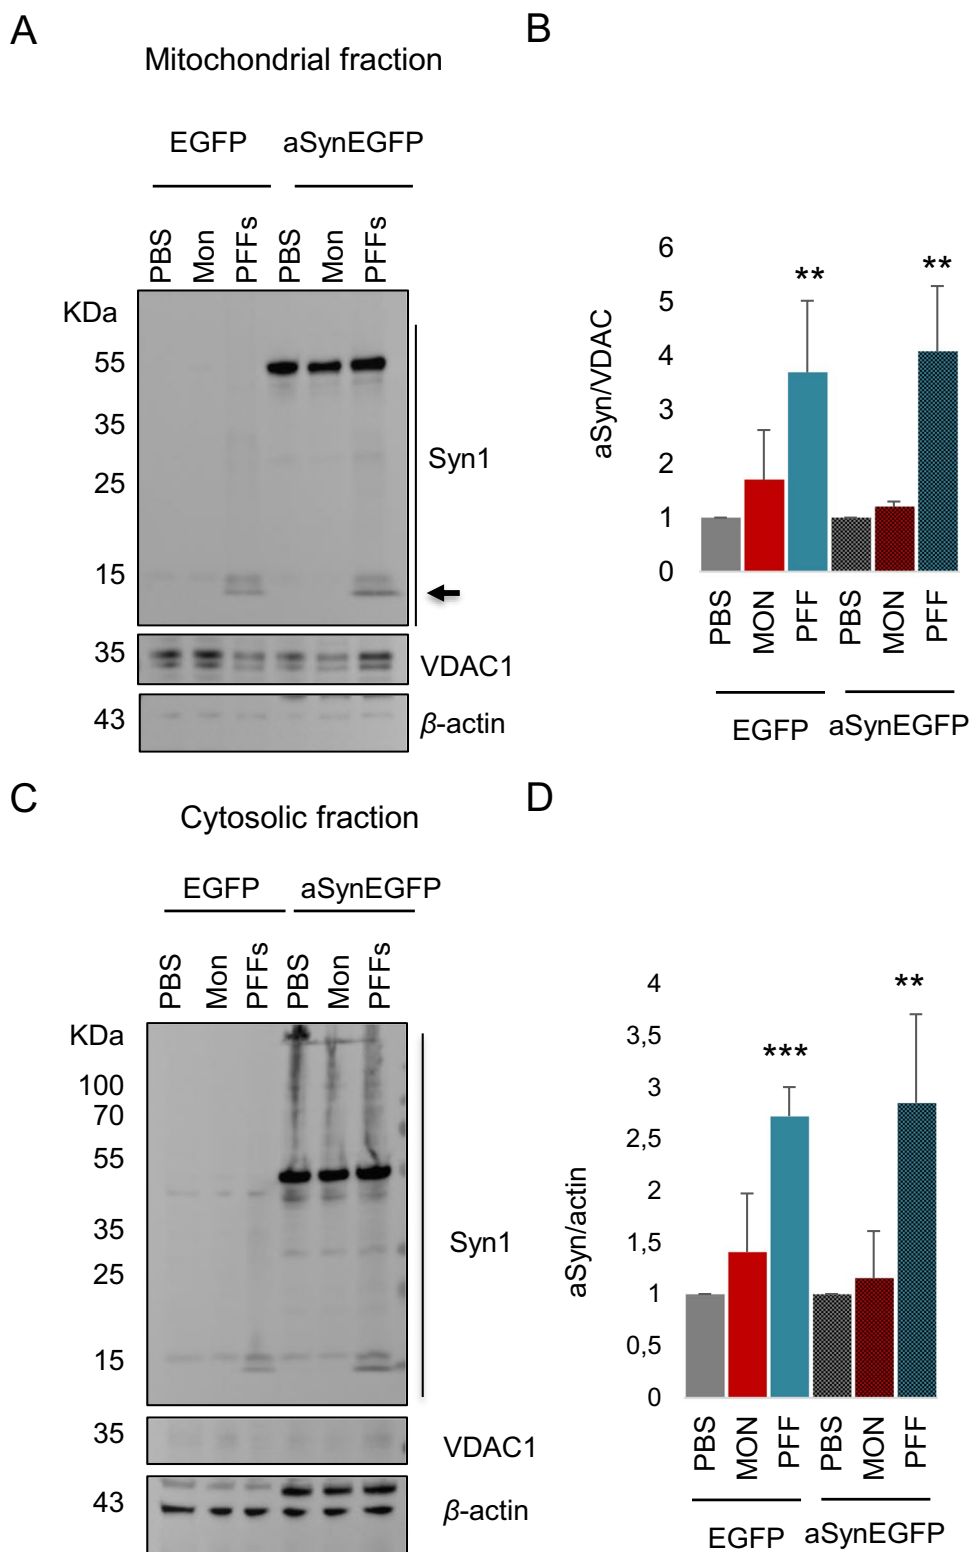 A
Mitochondrial fraction
EGFP aSynEGFP
PBS Mon PFFs PBS Mon PFFs
KDa
55
35
25
15
Syn1
35
VDAC1
43
β-actin
B
aSyn/VDAC
6
5
4
3
2
1
0
** **
PBS MON PFF PBS MON PFF
EGFP aSynEGFP
C
Cytosolic fraction
EGFP aSynEGFP
PBS Mon PFFs PBS Mon PFFs
KDa
100
70
55
35
25
15
Syn1
35
VDAC1
43
β-actin
D
aSyn/actin
4
3,5
3
2,5
2
1,5
1
0,5
0
*** **
PBS MON PFF PBS MON PFF
EGFP aSynEGFP